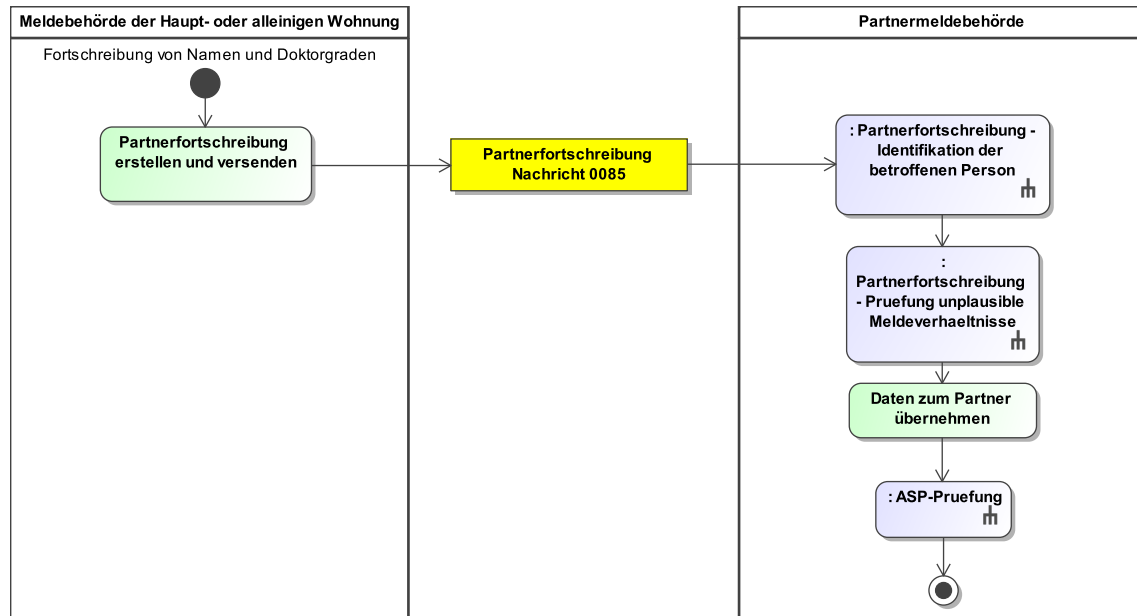 Meldebehörde der Haupt- oder alleinigen Wohnung
Fortschreibung von Namen und Doktorgraden
Partnerfortschreibung
erstellen und versenden
Partnerfortschreibung
Nachricht 0085
Partnermeldebehörde
: Partnerfortschreibung -
Identifikation der
betroffenen Person
:
Partnerfortschreibung
- Pruefung unplausible
Meldeverhaeltnisse
Daten zum Partner
übernehmen
: ASP-Pruefung